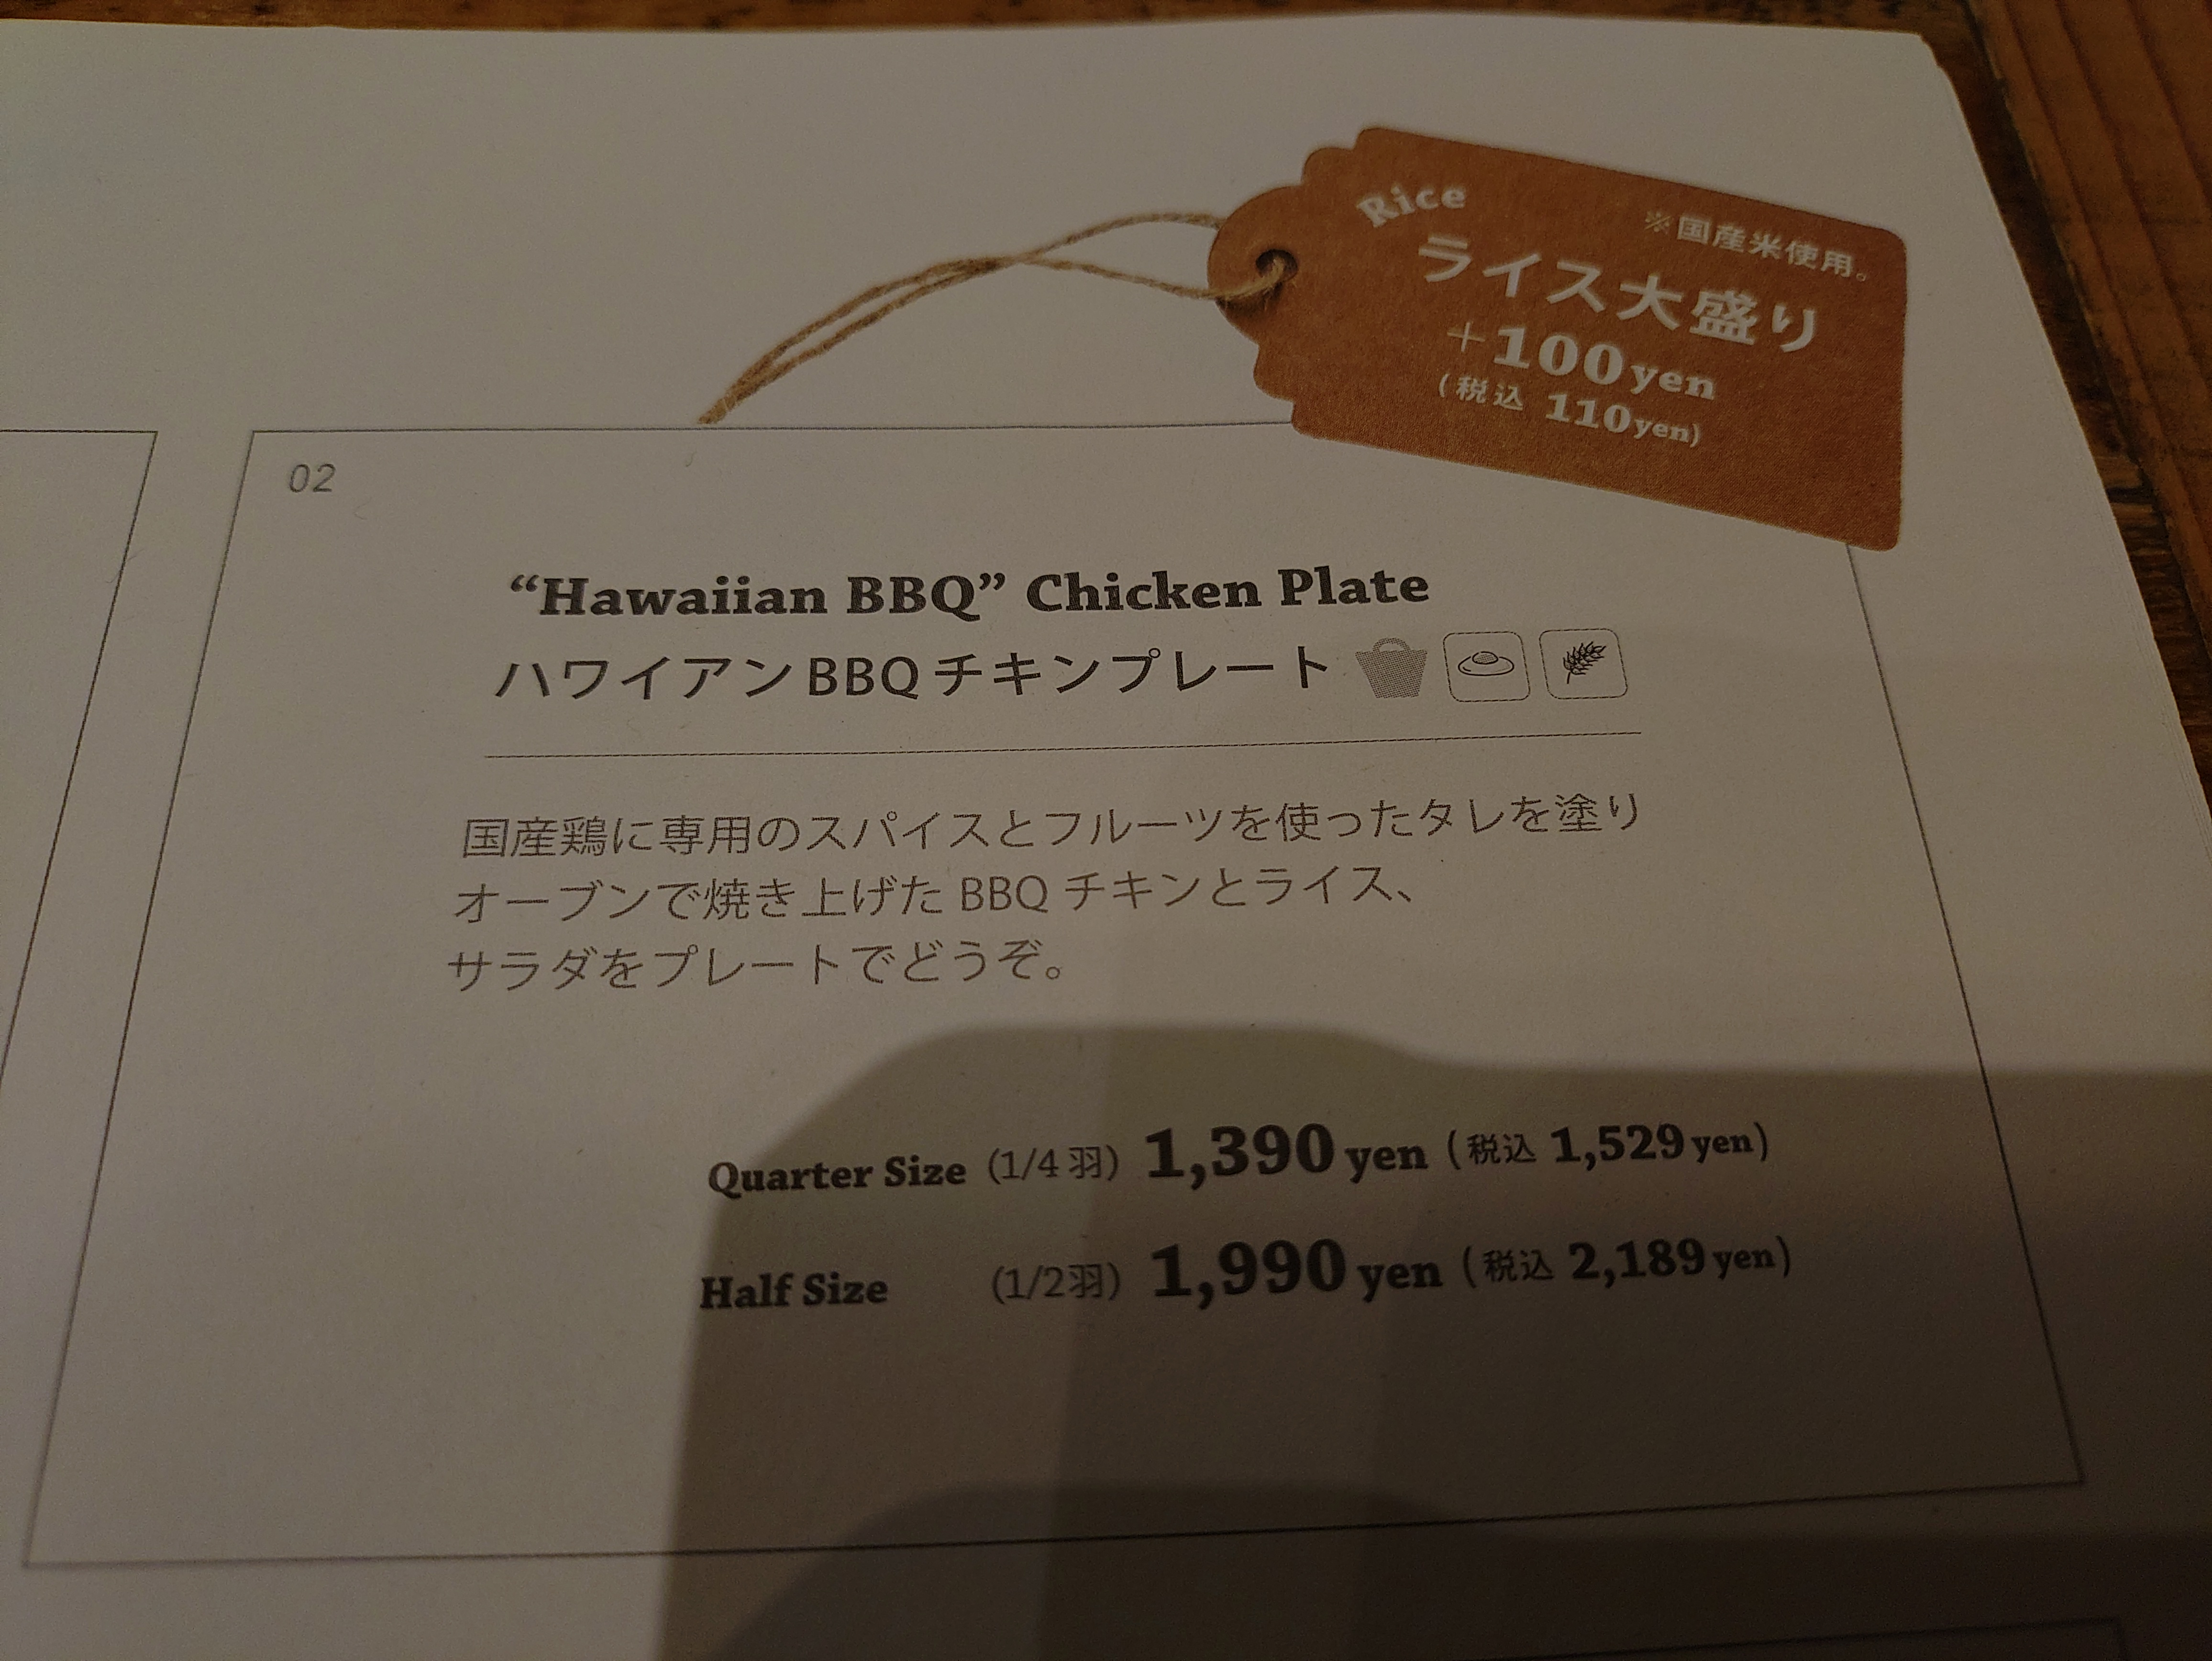 Rice
※国産米使用。
ライス大盛り
+100yen
(税込 110yen)
02
“Hawaiian BBQ” Chicken Plate
ハワイアンBBQチキンプレート
国産鶏に専用のスパイスとフルーツを使ったタレを塗り
オーブンで焼き上げた BBQ チキンとライス、
サラダをプレートでどうぞ。
Quarter Size (1/4 羽) 1,390 yen (税込 1,529 yen)
Half Size (1/2羽) 1,990 yen (税込 2,189 yen)